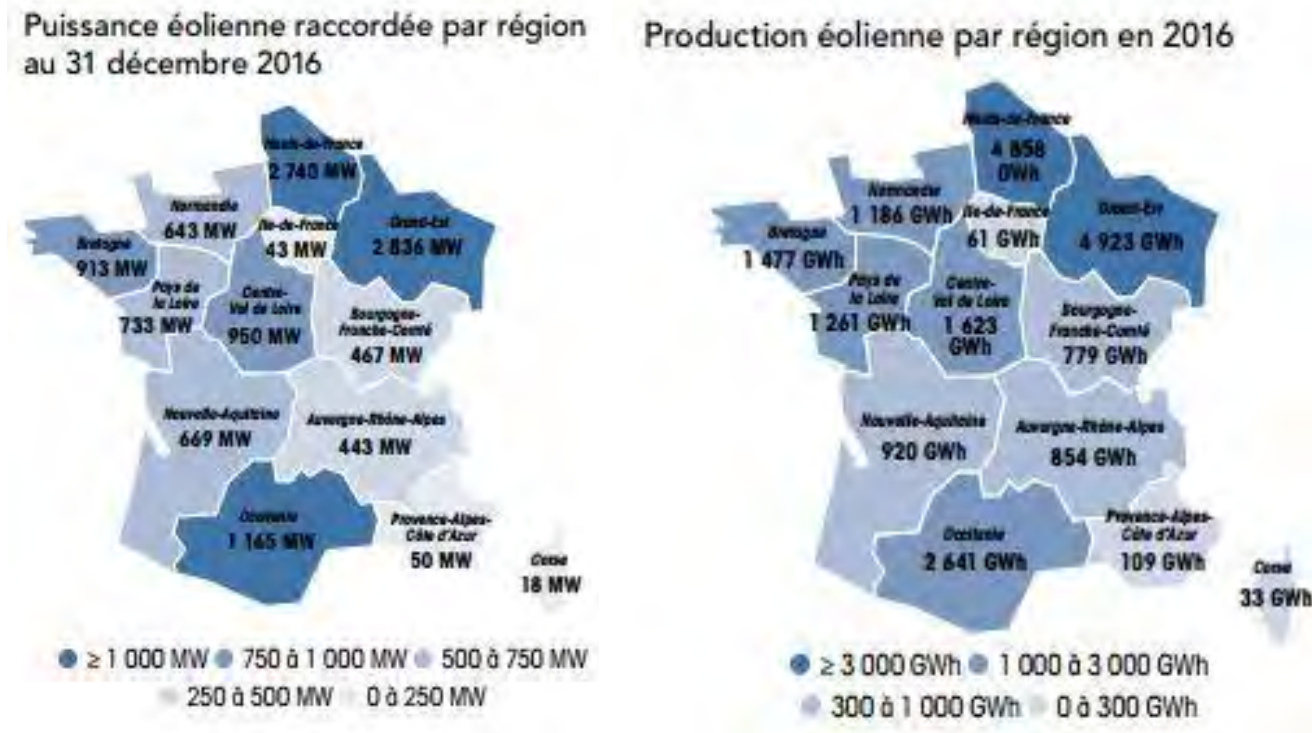 Puissance éolienne raccordée par région
au 31 décembre 2016
Hauts-de-France
2 740 MW
Normandie
643 MW
Ile-de-France
43 MW
Grand-Est
2 836 MW
Bretagne
913 MW
Pays de
la Loire
733 MW
Centre-
Val de Loire
950 MW
Bourgogne-
Franche-Comté
467 MW
Nouvelle-Aquitaine
669 MW
Auvergne-Rhône-Alpes
443 MW
Occitanie
1 165 MW
Provence-Alpes-
Côte d'Azur
50 MW
Corse
18 MW
≥ 1 000 MW
750 à 1 000 MW
500 à 750 MW
250 à 500 MW
0 à 250 MW
Production éolienne par région en 2016
Hauts-de-France
4 858
GWh
Normandie
1 186 GWh
Ile-de-France
61 GWh
Grand-Est
4 923 GWh
Bretagne
1 477 GWh
Pays de
la Loire
1 261 GWh
Centre-
Val de Loire
1 623
GWh
Bourgogne-
Franche-Comté
779 GWh
Nouvelle-Aquitaine
920 GWh
Auvergne-Rhône-Alpes
854 GWh
Occitanie
2 641 GWh
Provence-Alpes-
Côte d'Azur
109 GWh
Corse
33 GWh
≥ 3 000 GWh
1 000 à 3 000 GWh
300 à 1 000 GWh
0 à 300 GWh